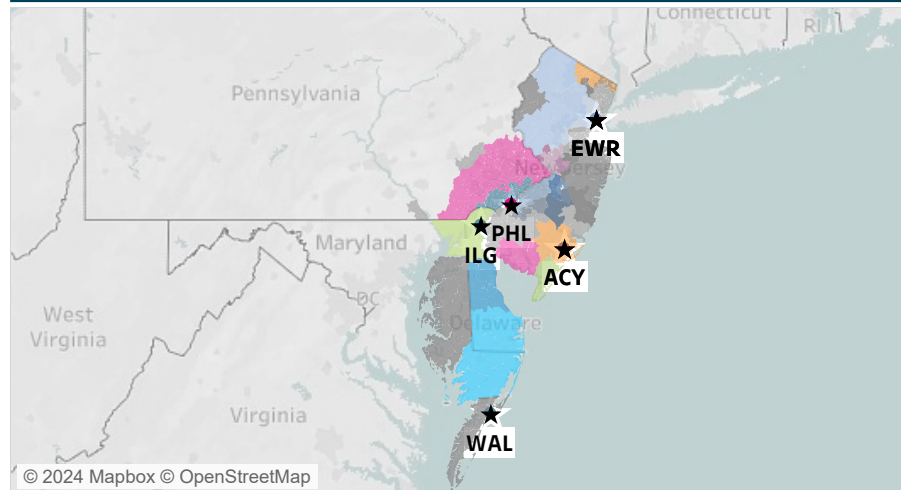 Connecticut
RI
Pennsylvania
EWR
New Jersey
PHL
Maryland
ILG
ACY
DC
West
Virginia
Delaware
Virginia
WAL
© 2024 Mapbox © OpenStreetMap